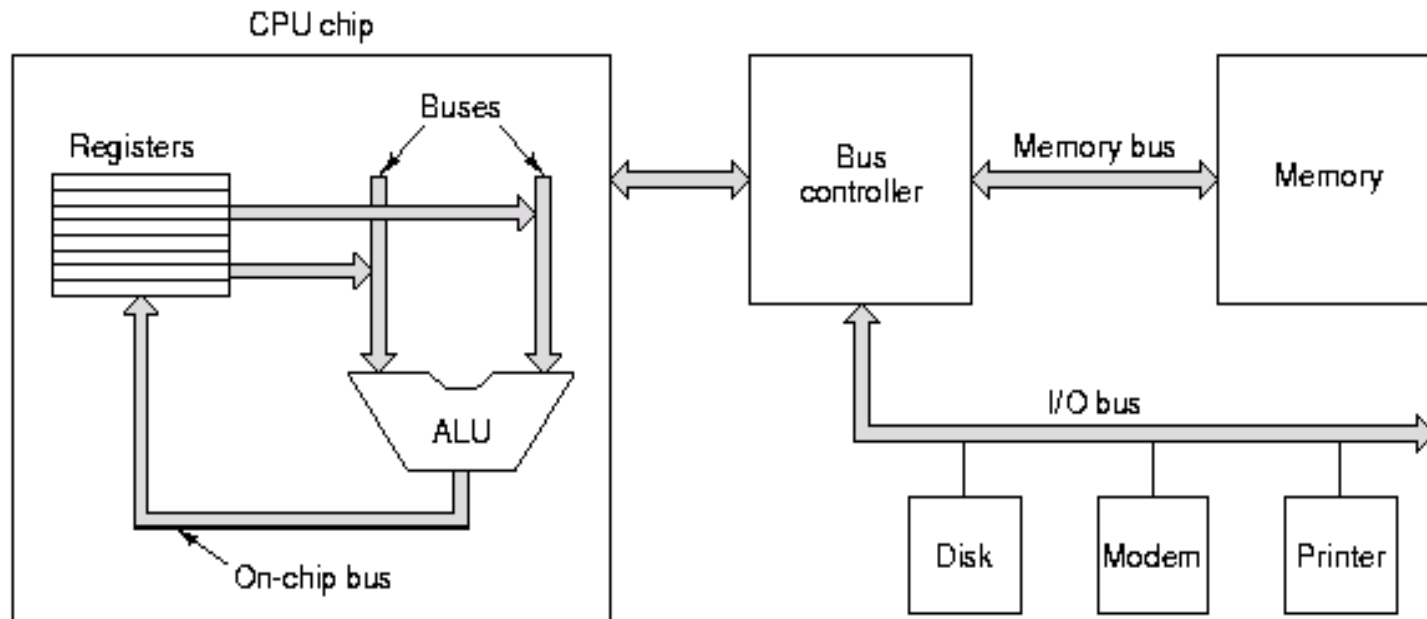 CPU chip
Buses
Registers
ALU
On-chip bus
Bus
controller
Memory bus
Memory
I/O bus
Disk
Modem
Printer